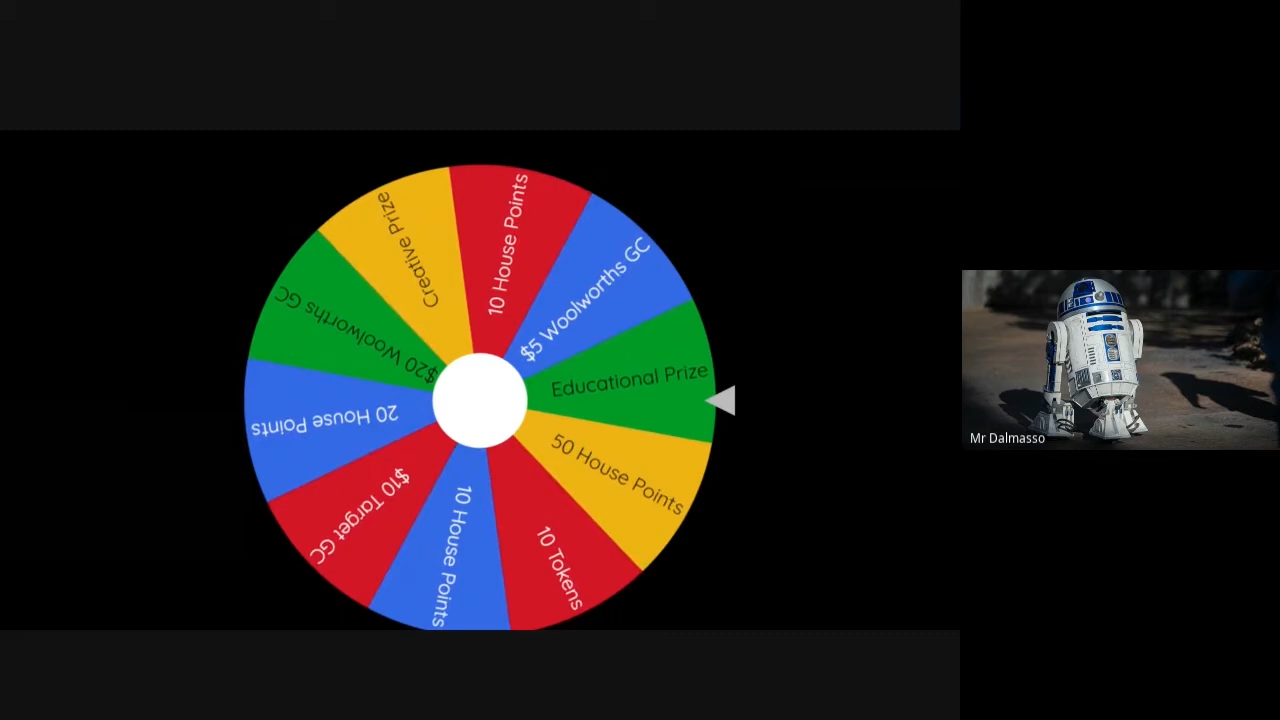 Creative Prize
10 House Points
$5 Woolworths GC
Educational Prize
50 House Points
10 Tokens
10 House Points
$10 Target GC
20 House Points
$20 Woolworths GC
Mr Dalmasso